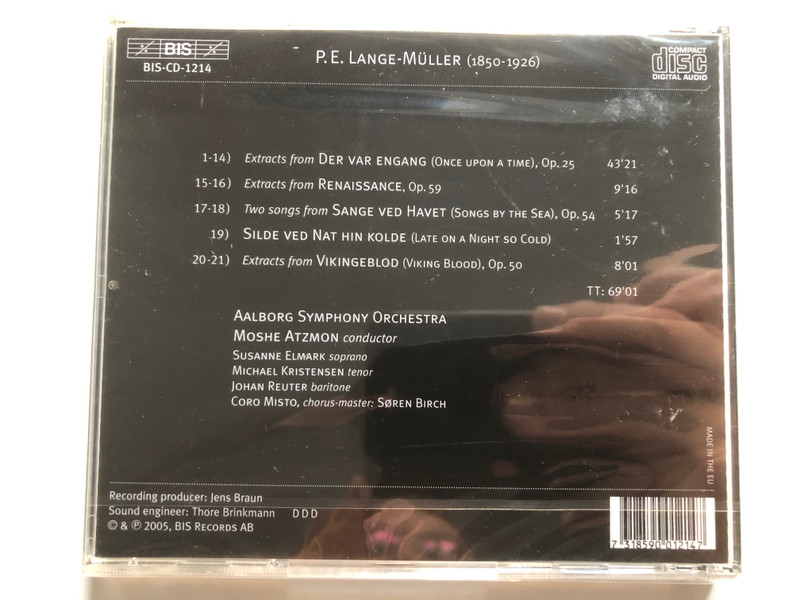 BIS
BIS-CD-1214
P. E. LANGE-MÜLLER (1850-1926)
COMPACT
disc
DIGITAL AUDIO
1-14) Extracts from DER VAR ENGANG (ONCE UPON A TIME), OP. 25 43'21
15-16) Extracts from RENAISSANCE, OP. 59 9'16
17-18) Two songs from SANGE VED HAVET (SONGS BY THE SEA), OP. 54 5'17
19) SILDE VED NAT HIN KOLDE (LATE ON A NIGHT SO COLD) 1'57
20-21) Extracts from VIKINGEBLOD (VIKING BLOOD), OP. 50 8'01
TT: 69'01
AALBORG SYMPHONY ORCHESTRA
MOSHE ATZMON conductor
SUSANNE ELMARK soprano
MICHAEL KRISTENSEN tenor
JOHAN REUTER baritone
CORO MISTO, chorus-master: SØREN BIRCH
MADE IN THE EU
Recording producer: Jens Braun
Sound engineer: Thore Brinkmann D D D
© & ℗ 2005, BIS RECORDS AB
7 318590 012147